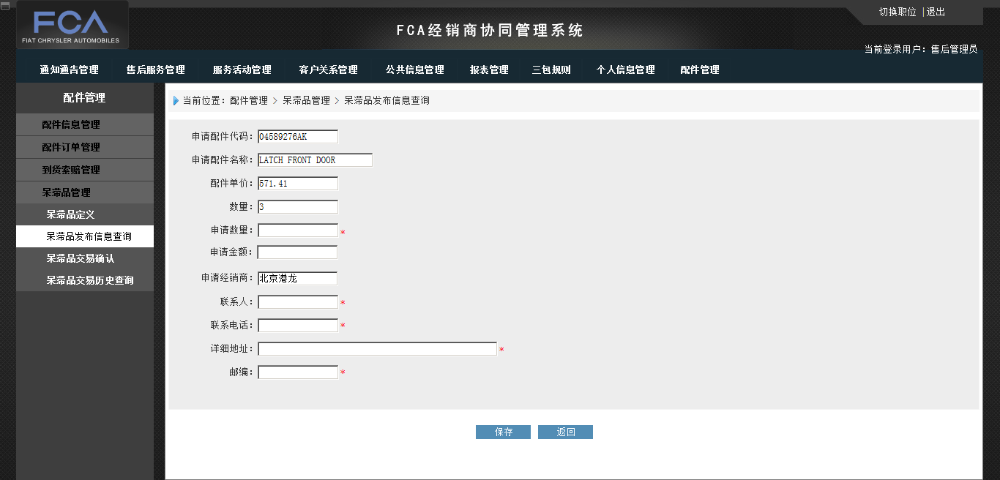 切换职位 |退出
FCA
FIAT CHRYSLER AUTOMOBILES
FCA经销商协同管理系统
当前登录用户：售后管理员
通知通告管理 售后服务管理 服务活动管理 客户关系管理 公共信息管理 报表管理 三包规则 个人信息管理 配件管理
配件管理
配件信息管理
配件订单管理
到货索赔管理
呆滞品管理
呆滞品定义
呆滞品发布信息查询
呆滞品交易确认
呆滞品交易历史查询
当前位置：配件管理 > 呆滞品管理 > 呆滞品发布信息查询
申请配件代码：04589276AK
申请配件名称：LATCH FRONT DOOR
配件单价：571.41
数量：3
申请数量： *
申请金额：
申请经销商：北京港龙
联系人： *
联系电话： *
详细地址： *
邮编： *
保存 返回